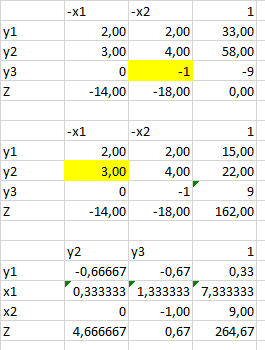 -x1 -x2 1
y1 2,00 2,00 33,00
y2 3,00 4,00 58,00
y3 0 -1 -9
Z -14,00 -18,00 0,00
-x1 -x2 1
y1 2,00 2,00 15,00
y2 3,00 4,00 22,00
y3 0 -1 9
Z -14,00 -18,00 162,00
y2 y3 1
y1 -0,66667 -0,67 0,33
x1 0,333333 1,333333 7,333333
x2 0 -1,00 9,00
Z 4,666667 0,67 264,67